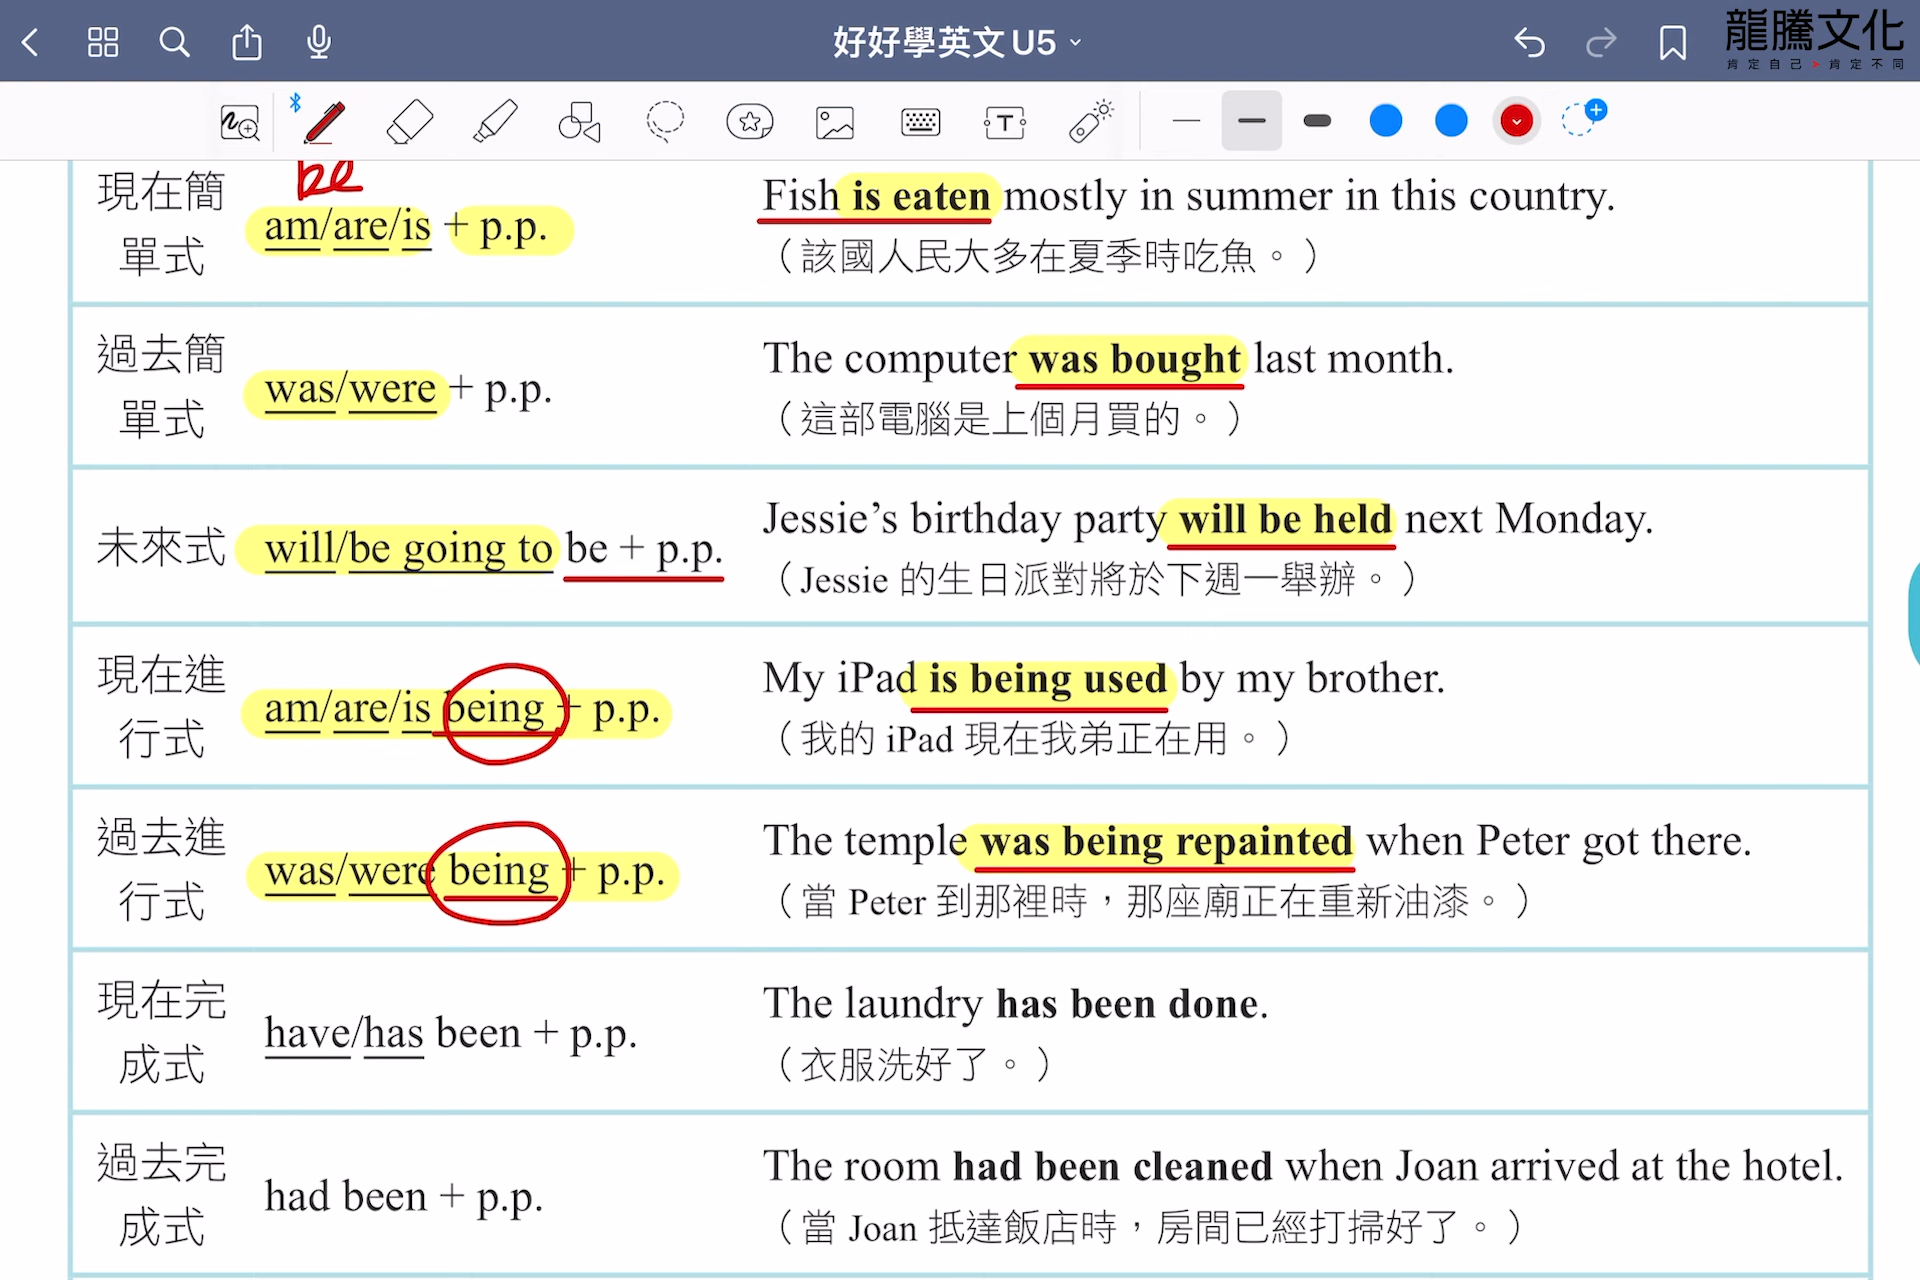 好好學英文 U5
龍騰文化
肯定自己 肯定不同
be
現在簡
單式
am/are/is + p.p.
Fish is eaten mostly in summer in this country.
（該國人民大多在夏季時吃魚。）
過去簡
單式
was/were + p.p.
The computer was bought last month.
（這部電腦是上個月買的。）
未來式
will/be going to be + p.p.
Jessie’s birthday party will be held next Monday.
（Jessie 的生日派對將於下週一舉辦。）
現在進
行式
am/are/is being + p.p.
My iPad is being used by my brother.
（我的 iPad 現在我弟正在用。）
過去進
行式
was/were being + p.p.
The temple was being repainted when Peter got there.
（當 Peter 到那裡時，那座廟正在重新油漆。）
現在完
成式
have/has been + p.p.
The laundry has been done.
（衣服洗好了。）
過去完
成式
had been + p.p.
The room had been cleaned when Joan arrived at the hotel.
（當 Joan 抵達飯店時，房間已經打掃好了。）